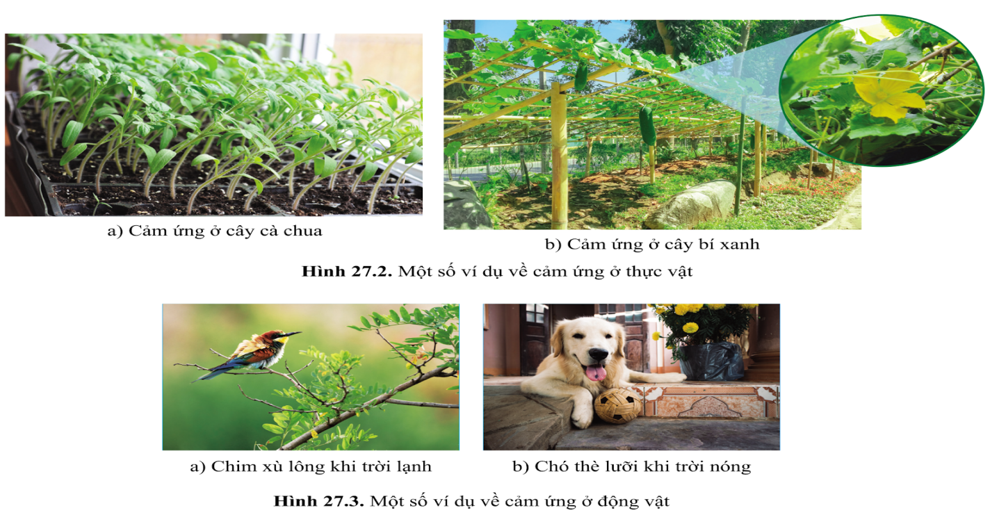 a) Cảm ứng ở cây cà chua
b) Cảm ứng ở cây bí xanh
Hình 27.2. Một số ví dụ về cảm ứng ở thực vật
a) Chim xù lông khi trời lạnh
b) Chó thè lưỡi khi trời nóng
Hình 27.3. Một số ví dụ về cảm ứng ở động vật